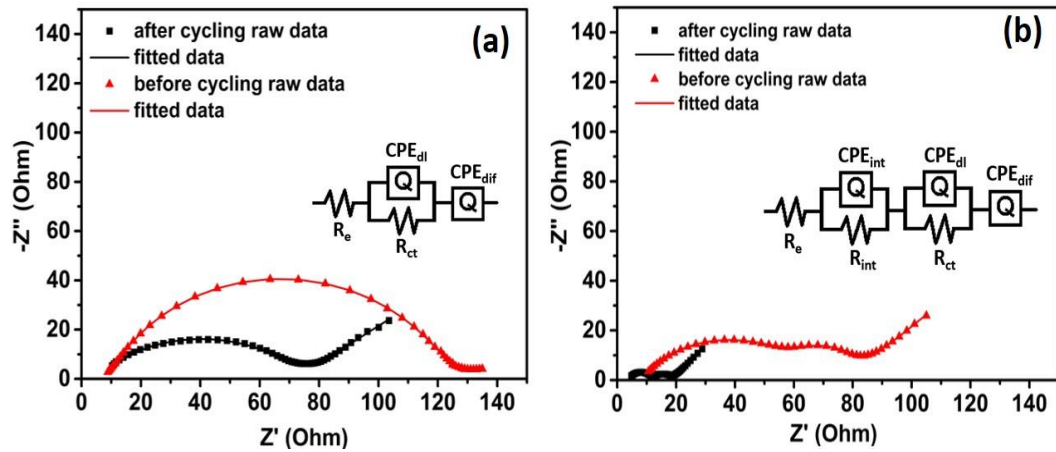 (a)
after cycling raw data
fitted data
before cycling raw data
fitted data
140
120
100
80
60
40
20
0
-Z'' (Ohm)
CPEdl
Q
CPEdif
Q
Re
Rct
0 20 40 60 80 100 120 140
Z' (Ohm)
(b)
after cycling raw data
fitted data
before cycling raw data
fitted data
140
120
100
80
60
40
20
0
-Z'' (Ohm)
CPEint CPEdl
Q Q
CPEdif
Q
Re
Rint Rct
0 20 40 60 80 100 120 140
Z' (Ohm)